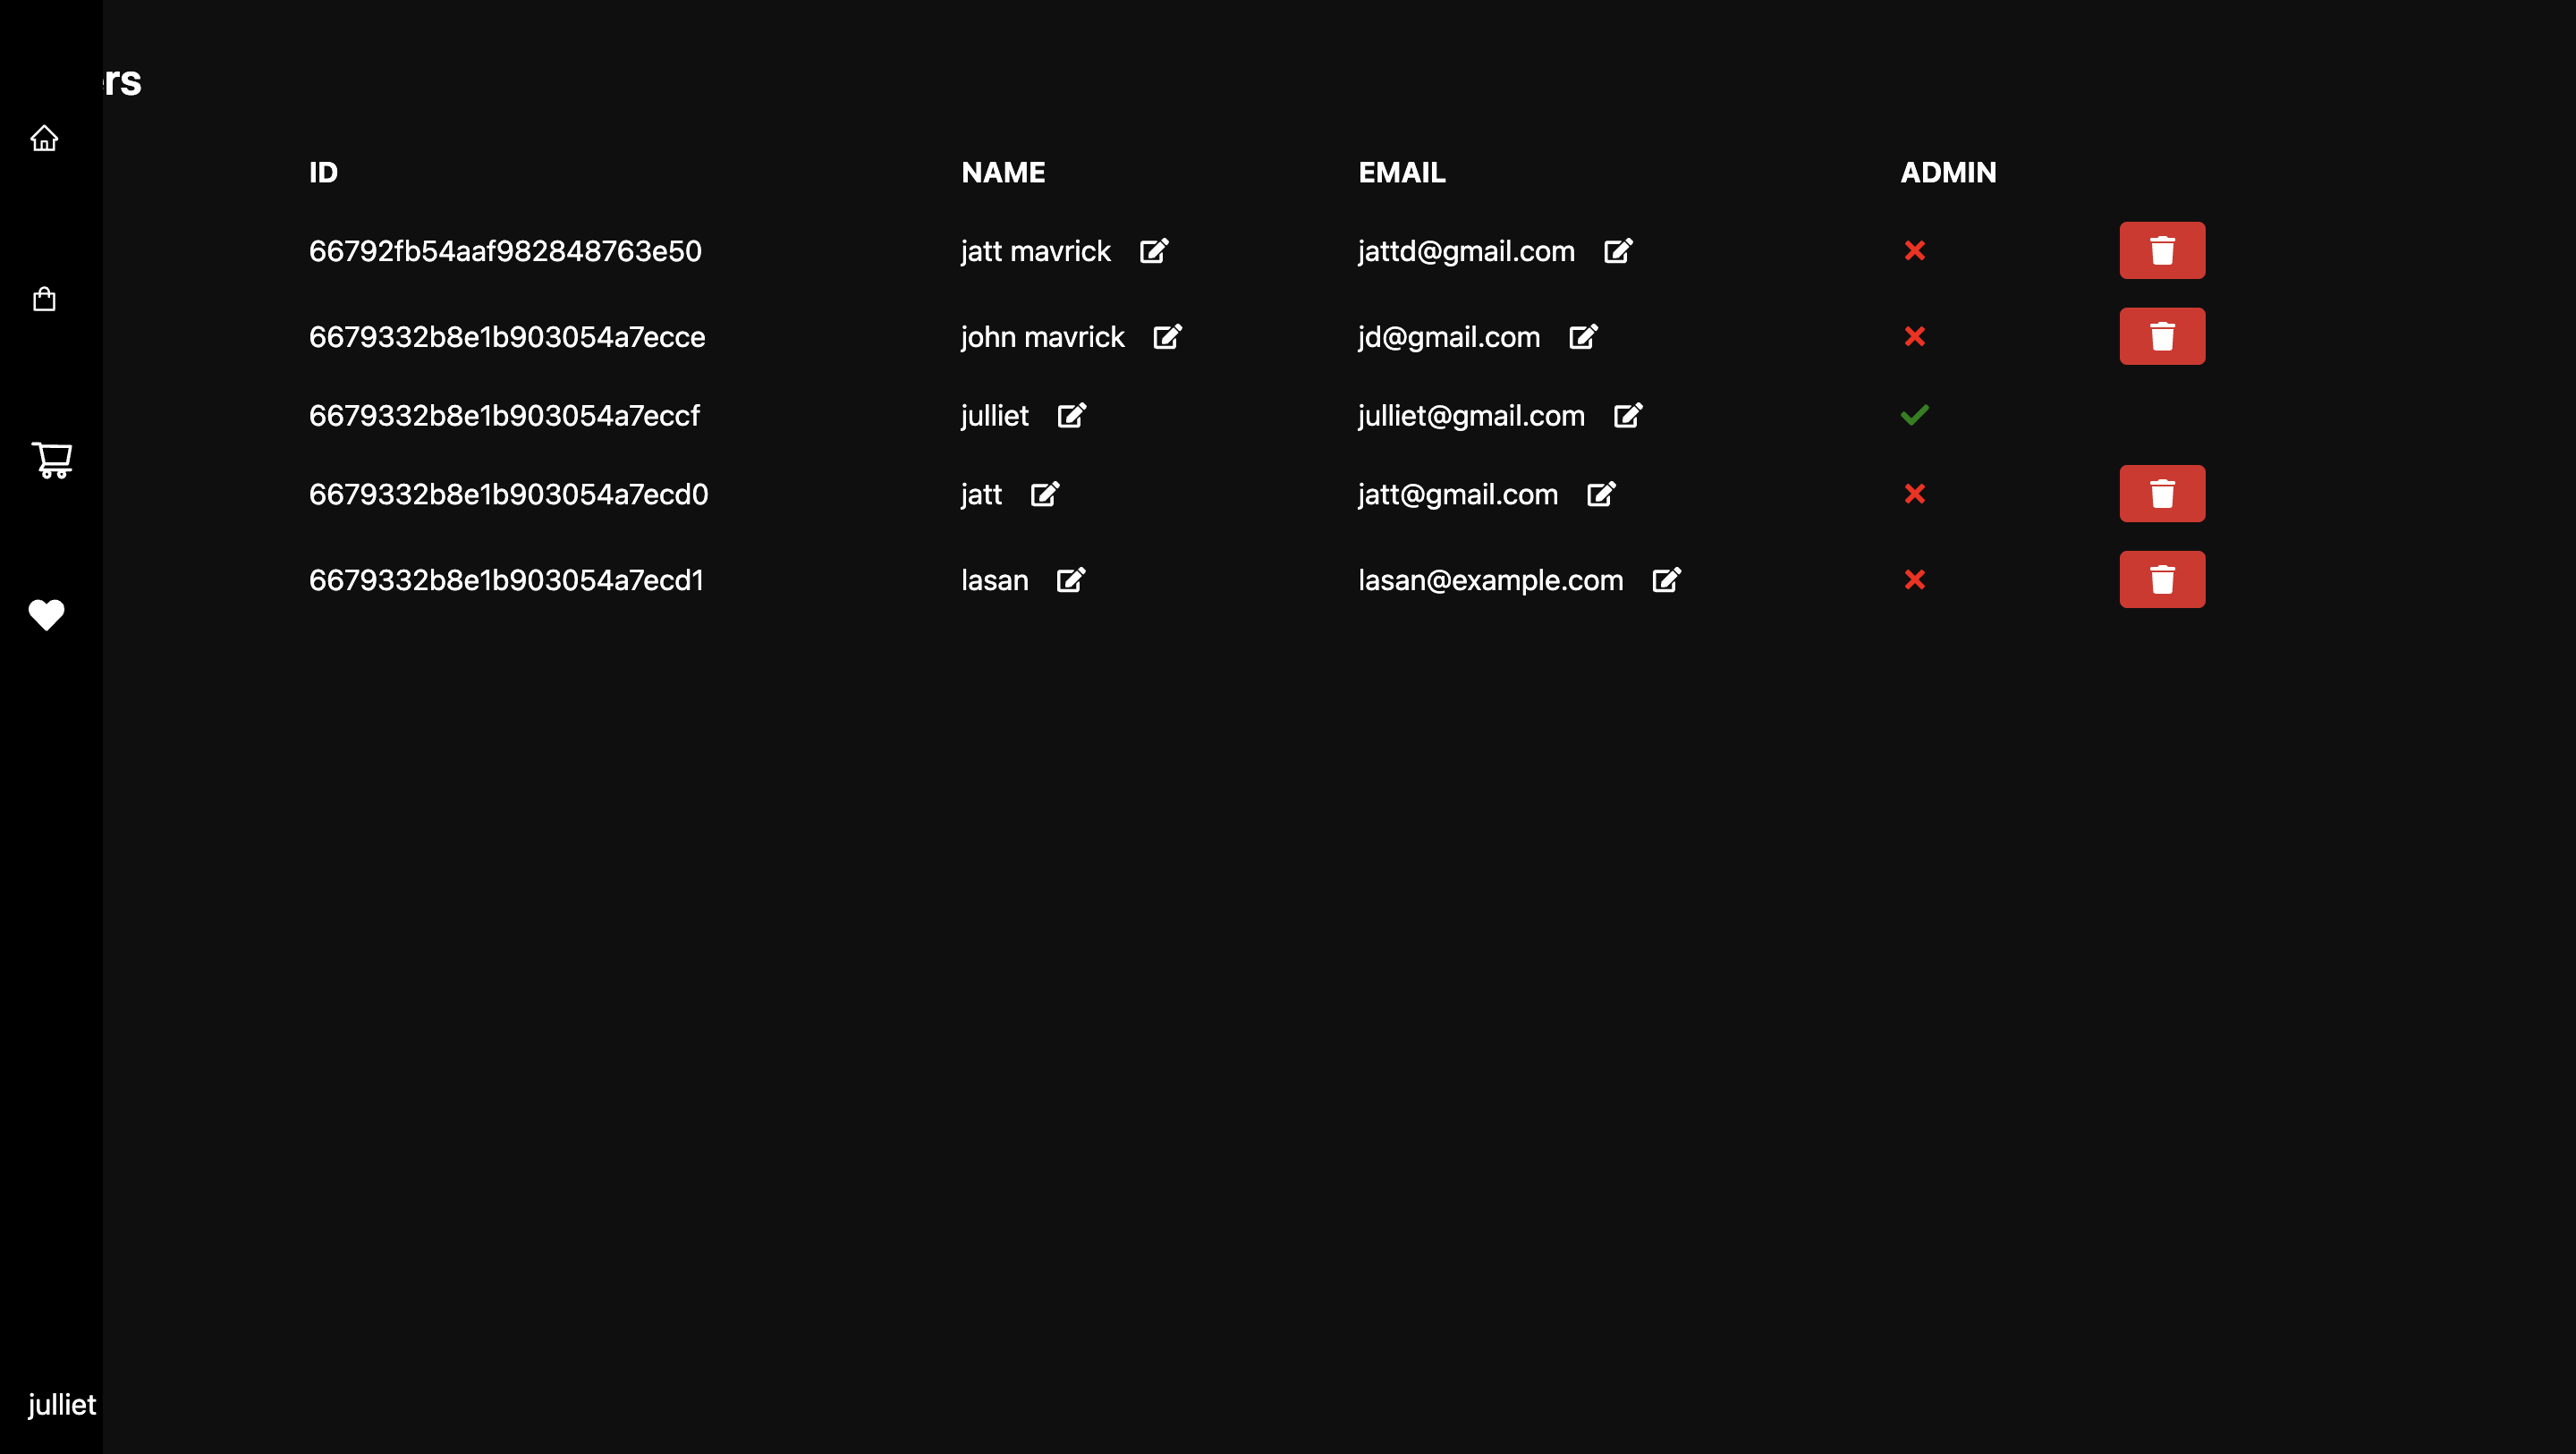 rs
ID NAME EMAIL ADMIN
66792fb54aaf982848763e50 jatt mavrick jattd@gmail.com
6679332b8e1b903054a7ecce john mavrick jd@gmail.com
6679332b8e1b903054a7eccf julliet julliet@gmail.com
6679332b8e1b903054a7ecd0 jatt jatt@gmail.com
6679332b8e1b903054a7ecd1 lasan lasan@example.com
julliet